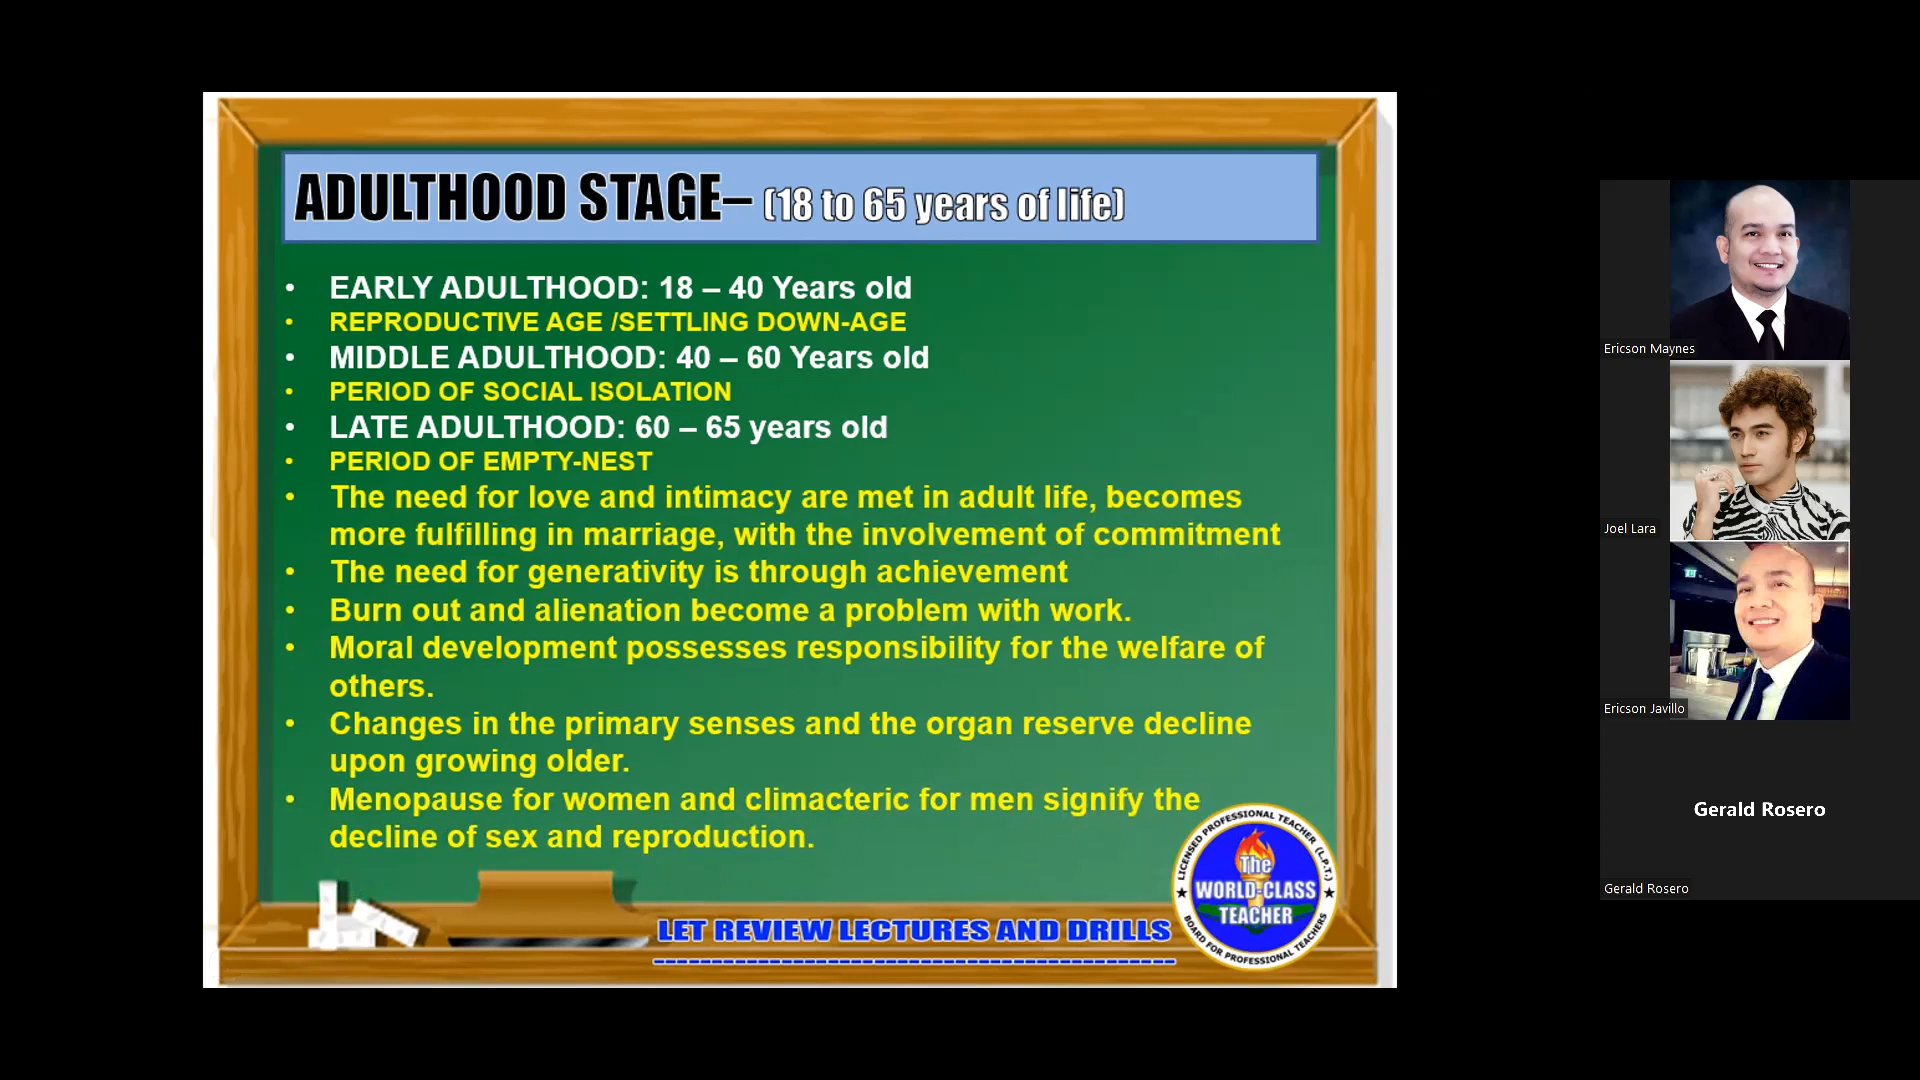 ADULTHOOD STAGE– (18 to 65 years of life)
• EARLY ADULTHOOD: 18 – 40 Years old
• REPRODUCTIVE AGE /SETTLING DOWN-AGE
• MIDDLE ADULTHOOD: 40 – 60 Years old
• PERIOD OF SOCIAL ISOLATION
• LATE ADULTHOOD: 60 – 65 years old
• PERIOD OF EMPTY-NEST
• The need for love and intimacy are met in adult life, becomes
more fulfilling in marriage, with the involvement of commitment
• The need for generativity is through achievement
• Burn out and alienation become a problem with work.
• Moral development possesses responsibility for the welfare of
others.
• Changes in the primary senses and the organ reserve decline
upon growing older.
• Menopause for women and climacteric for men signify the
decline of sex and reproduction.
LET REVIEW LECTURES AND DRILLS
LICENSED PROFESSIONAL TEACHER (L.P.T.)
The
WORLD-CLASS
TEACHER
BOARD FOR PROFESSIONAL TEACHERS
Ericson Maynes
Joel Lara
Ericson Javillo
Gerald Rosero
Gerald Rosero